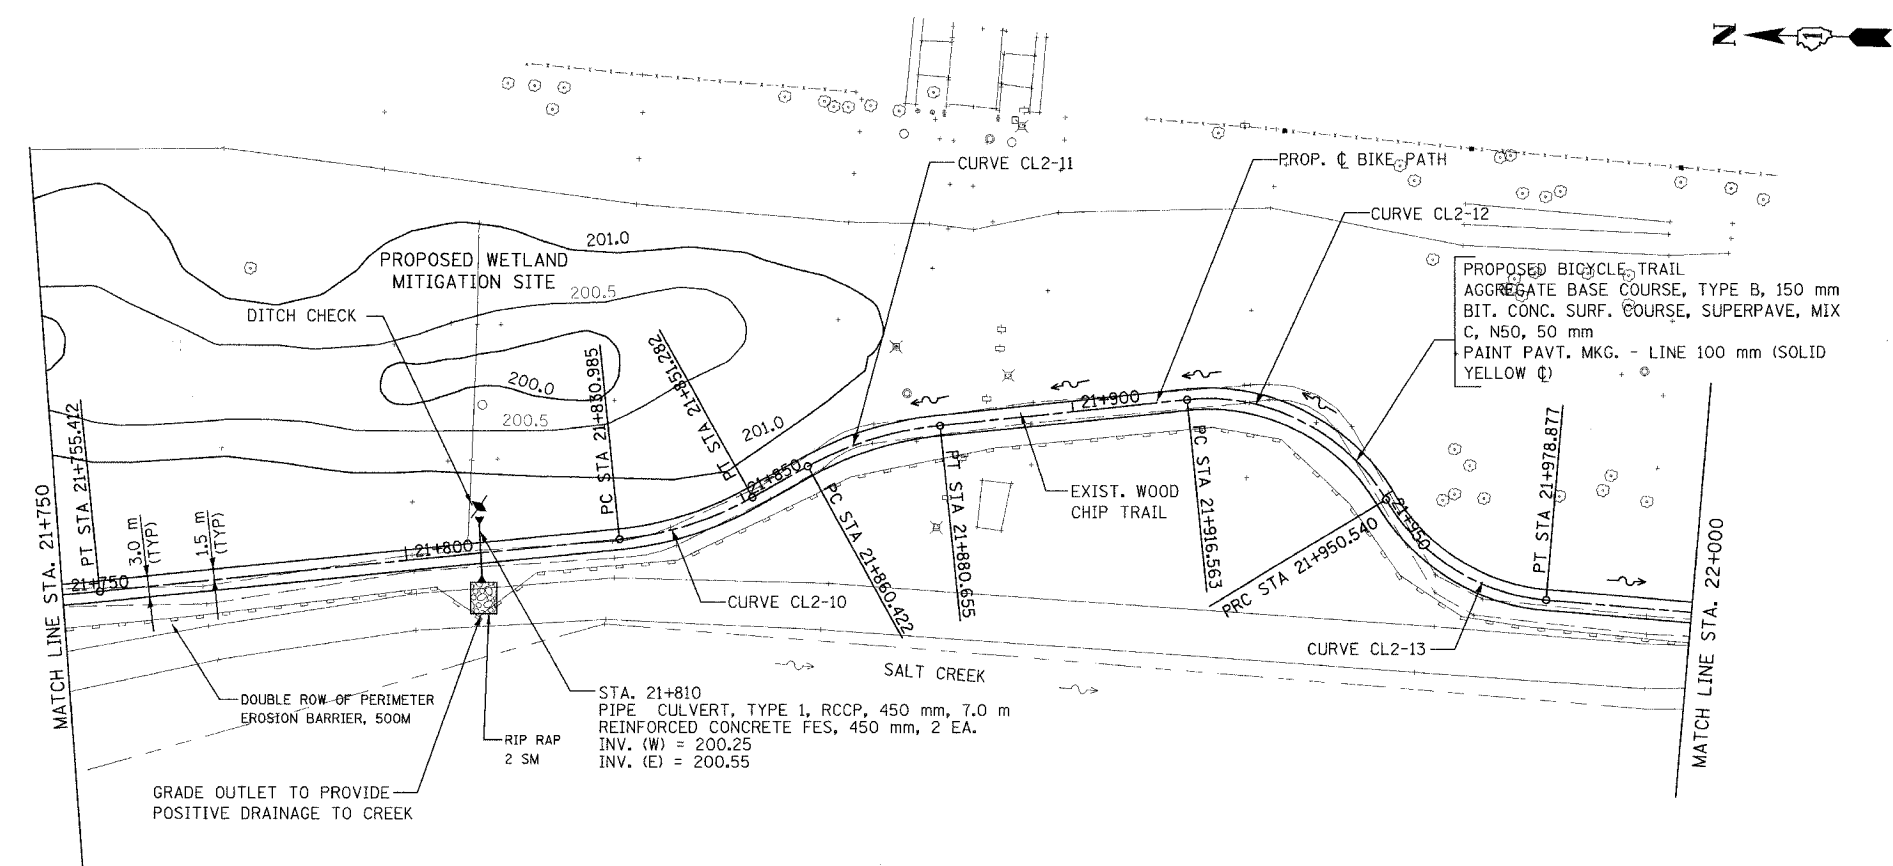 N
1
CURVE CL2-11
PROP. ℄ BIKE PATH
CURVE CL2-12
201.0
PROPOSED WETLAND
MITIGATION SITE
200.5
DITCH CHECK
PROPOSED BICYCLE TRAIL
AGGREGATE BASE COURSE, TYPE B, 150 mm
BIT. CONC. SURF. COURSE, SUPERPAVE, MIX
C, N50, 50 mm
PAINT PAVT. MKG. - LINE 100 mm (SOLID
YELLOW ℄)
200.0
200.5
201.0
PT STA 21+755.412
PC STA 21+830.985
PT STA 21+851.282
PC STA 21+860.422
PT STA 21+880.655
PC STA 21+916.563
PRC STA 21+950.540
PT STA 21+978.877
21+750
21+800
21+850
21+900
21+950
3.0 m
(TYP)
1.5 m
(TYP)
MATCH LINE STA. 21+750
MATCH LINE STA. 22+000
EXIST. WOOD
CHIP TRAIL
CURVE CL2-10
CURVE CL2-13
SALT CREEK
DOUBLE ROW OF PERIMETER
EROSION BARRIER, 500M
RIP RAP
2 SM
STA. 21+810
PIPE CULVERT, TYPE 1, RCCP, 450 mm, 7.0 m
REINFORCED CONCRETE FES, 450 mm, 2 EA.
INV. (W) = 200.25
INV. (E) = 200.55
GRADE OUTLET TO PROVIDE
POSITIVE DRAINAGE TO CREEK